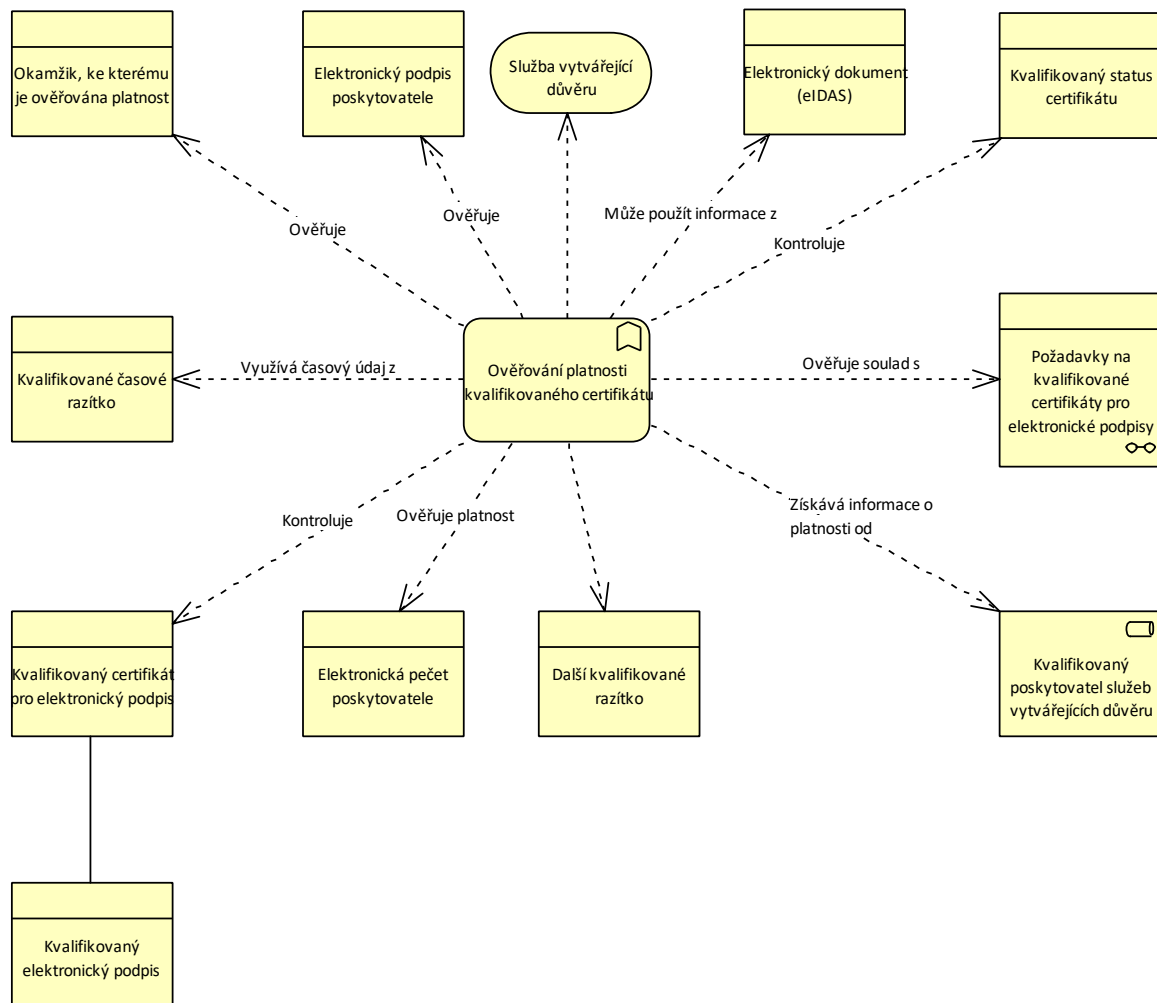 Okamžik, ke kterému
je ověřována platnost
Elektronický podpis
poskytovatele
Služba vytvářející
důvěru
Elektronický dokument
(eIDAS)
Kvalifikovaný status
certifikátu
Ověřuje
Ověřuje
Může použít informace z
Kontroluje
Kvalifikované časové
razítko
Využívá časový údaj z
Ověřování platnosti
kvalifikovaného certifikátu
Ověřuje soulad s
Požadavky na
kvalifikované
certifikáty pro
elektronické podpisy
Kontroluje
Ověřuje platnost
Získává informace o
platnosti od
Kvalifikovaný certifikát
pro elektronický podpis
Elektronická pečet
poskytovatele
Další kvalifikované
razítko
Kvalifikovaný
poskytovatel služeb
vytvářejících důvěru
Kvalifikovaný
elektronický podpis